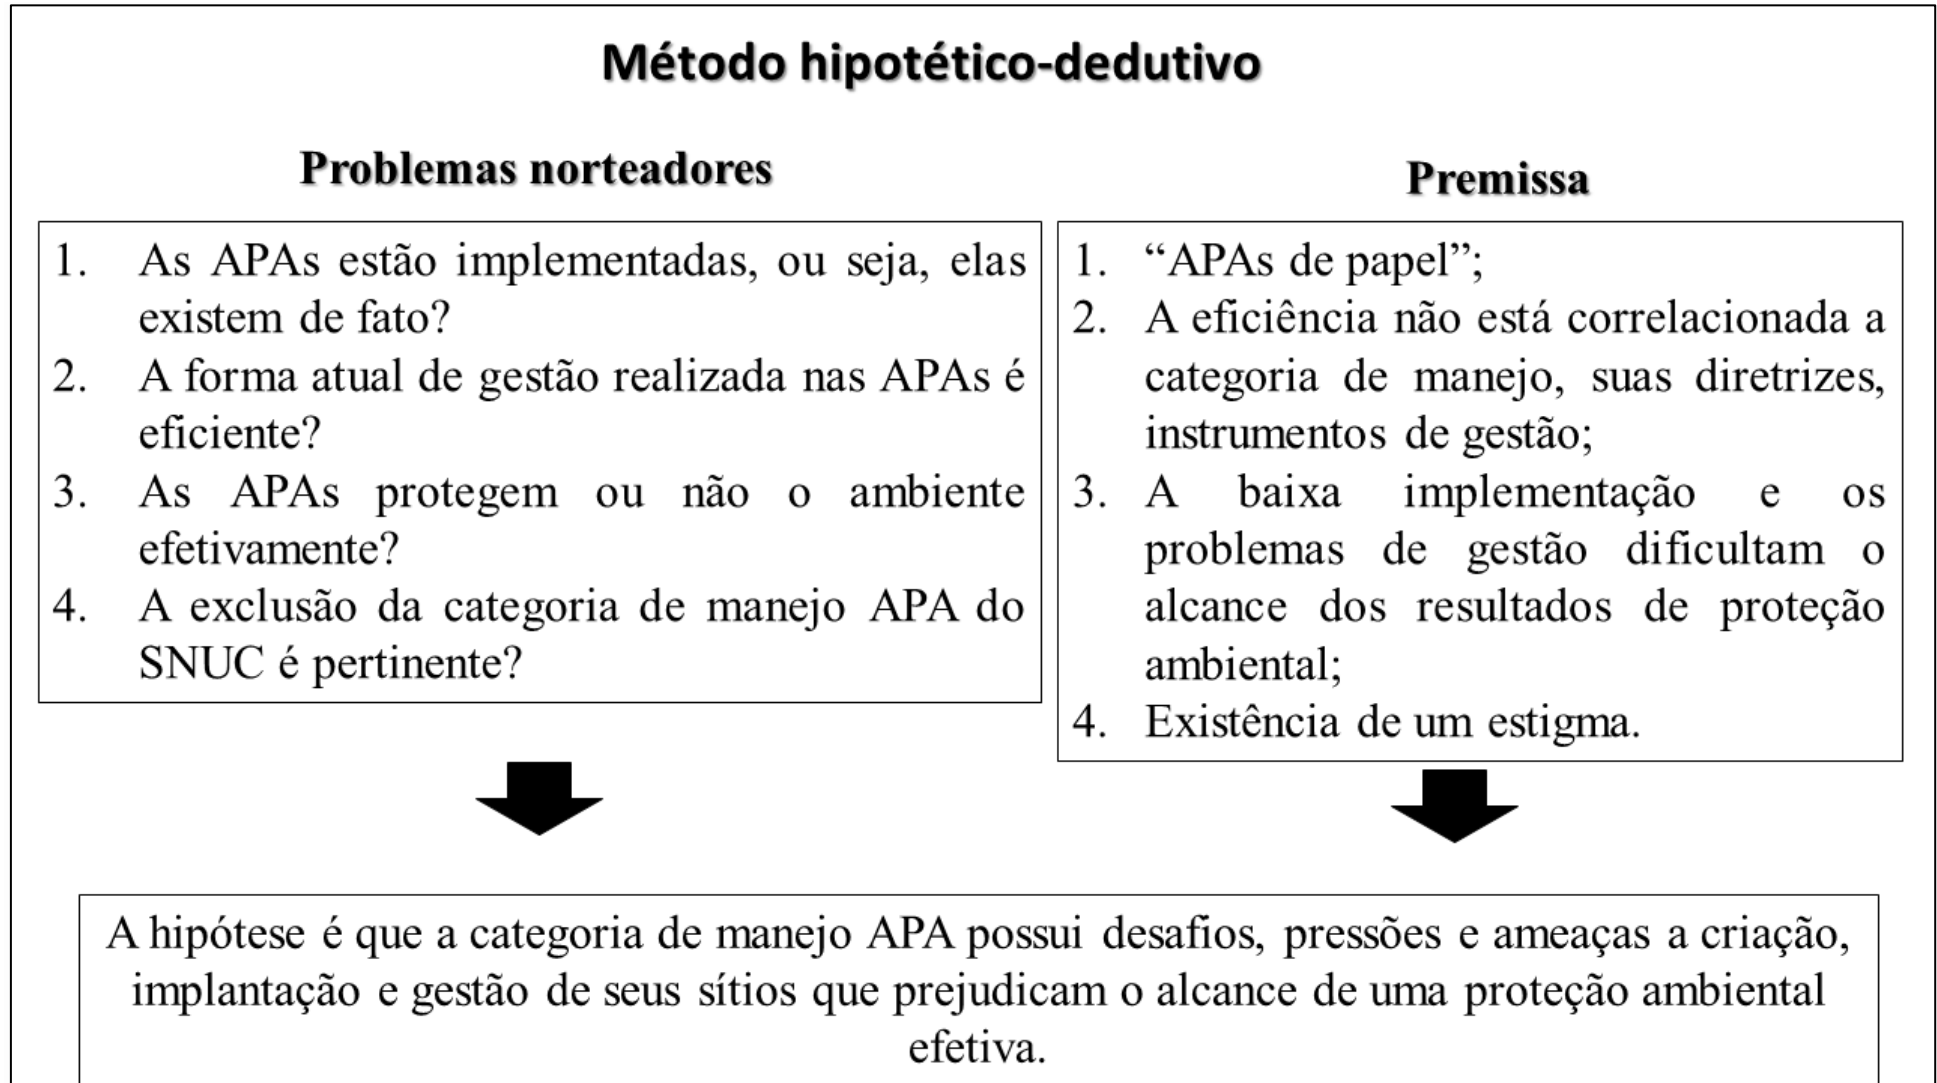 Método hipotético-dedutivo
Problemas norteadores
1. As APAs estão implementadas, ou seja, elas
existem de fato?
2. A forma atual de gestão realizada nas APAs é
eficiente?
3. As APAs protegem ou não o ambiente
efetivamente?
4. A exclusão da categoria de manejo APA do
SNUC é pertinente?
Premissa
1. “APAs de papel”;
2. A eficiência não está correlacionada a
categoria de manejo, suas diretrizes,
instrumentos de gestão;
3. A baixa implementação e os
problemas de gestão dificultam o
alcance dos resultados de proteção
ambiental;
4. Existência de um estigma.
A hipótese é que a categoria de manejo APA possui desafios, pressões e ameaças a criação,
implantação e gestão de seus sítios que prejudicam o alcance de uma proteção ambiental
efetiva.